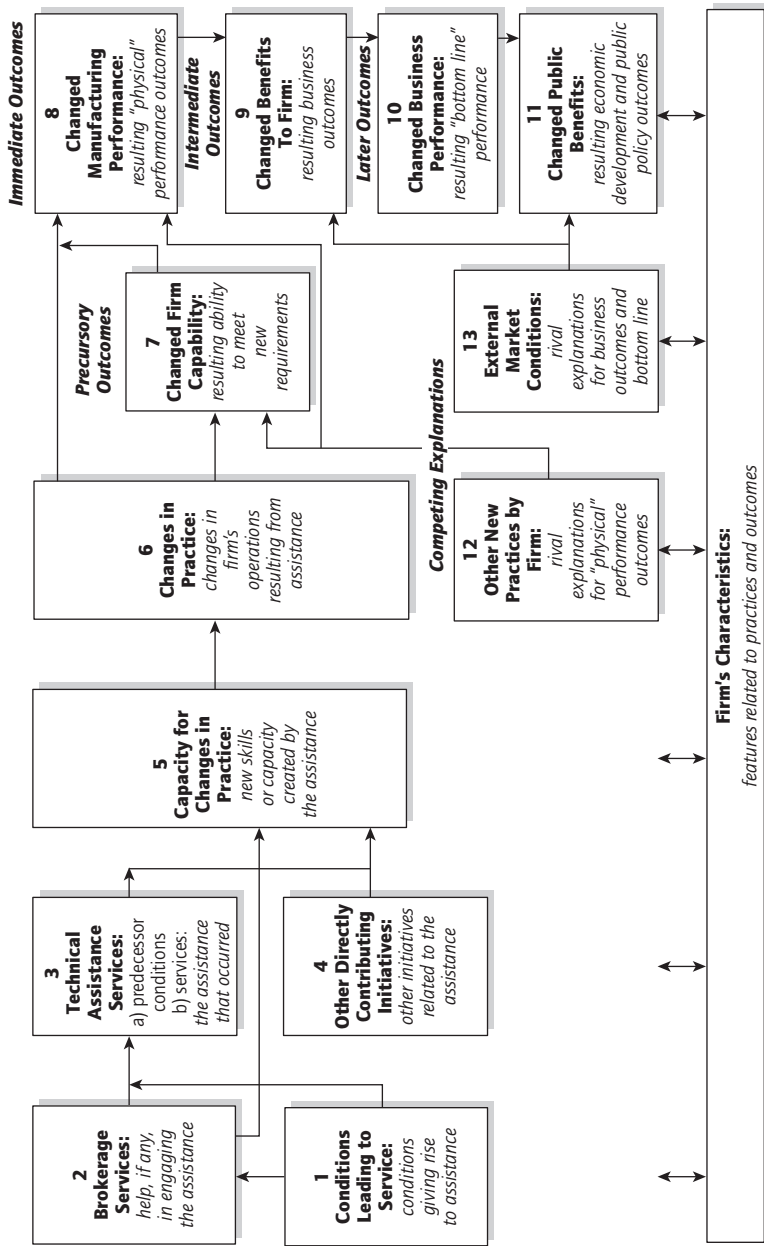 2
Brokerage
Services:
help, if any,
in engaging
the assistance
1
Conditions
Leading to
Service:
conditions
giving rise
to assistance
3
Technical
Assistance
Services:
a) predecessor
conditions
b) services:
the assistance
that occurred
4
Other Directly
Contributing
Initiatives:
other initiatives
related to the
assistance
5
Capacity for
Changes in
Practice:
new skills
or capacity
created by
the assistance
6
Changes in
Practice:
changes in
firm's
operations
resulting from
assistance
Precursory
Outcomes
7
Changed Firm
Capability:
resulting ability
to meet
new
requirements
Immediate Outcomes
8
Changed
Manufacturing
Performance:
resulting "physical"
performance outcomes
Intermediate
Outcomes
9
Changed Benefits
To Firm:
resulting business
outcomes
Later Outcomes
10
Changed Business
Performance:
resulting "bottom line"
performance
11
Changed Public
Benefits:
resulting economic
development and public
policy outcomes
Competing Explanations
12
Other New
Practices by
Firm:
rival
explanations
for "physical"
performance
outcomes
13
External
Market
Conditions:
rival
explanations
for business
outcomes and
bottom line
Firm's Characteristics:
features related to practices and outcomes